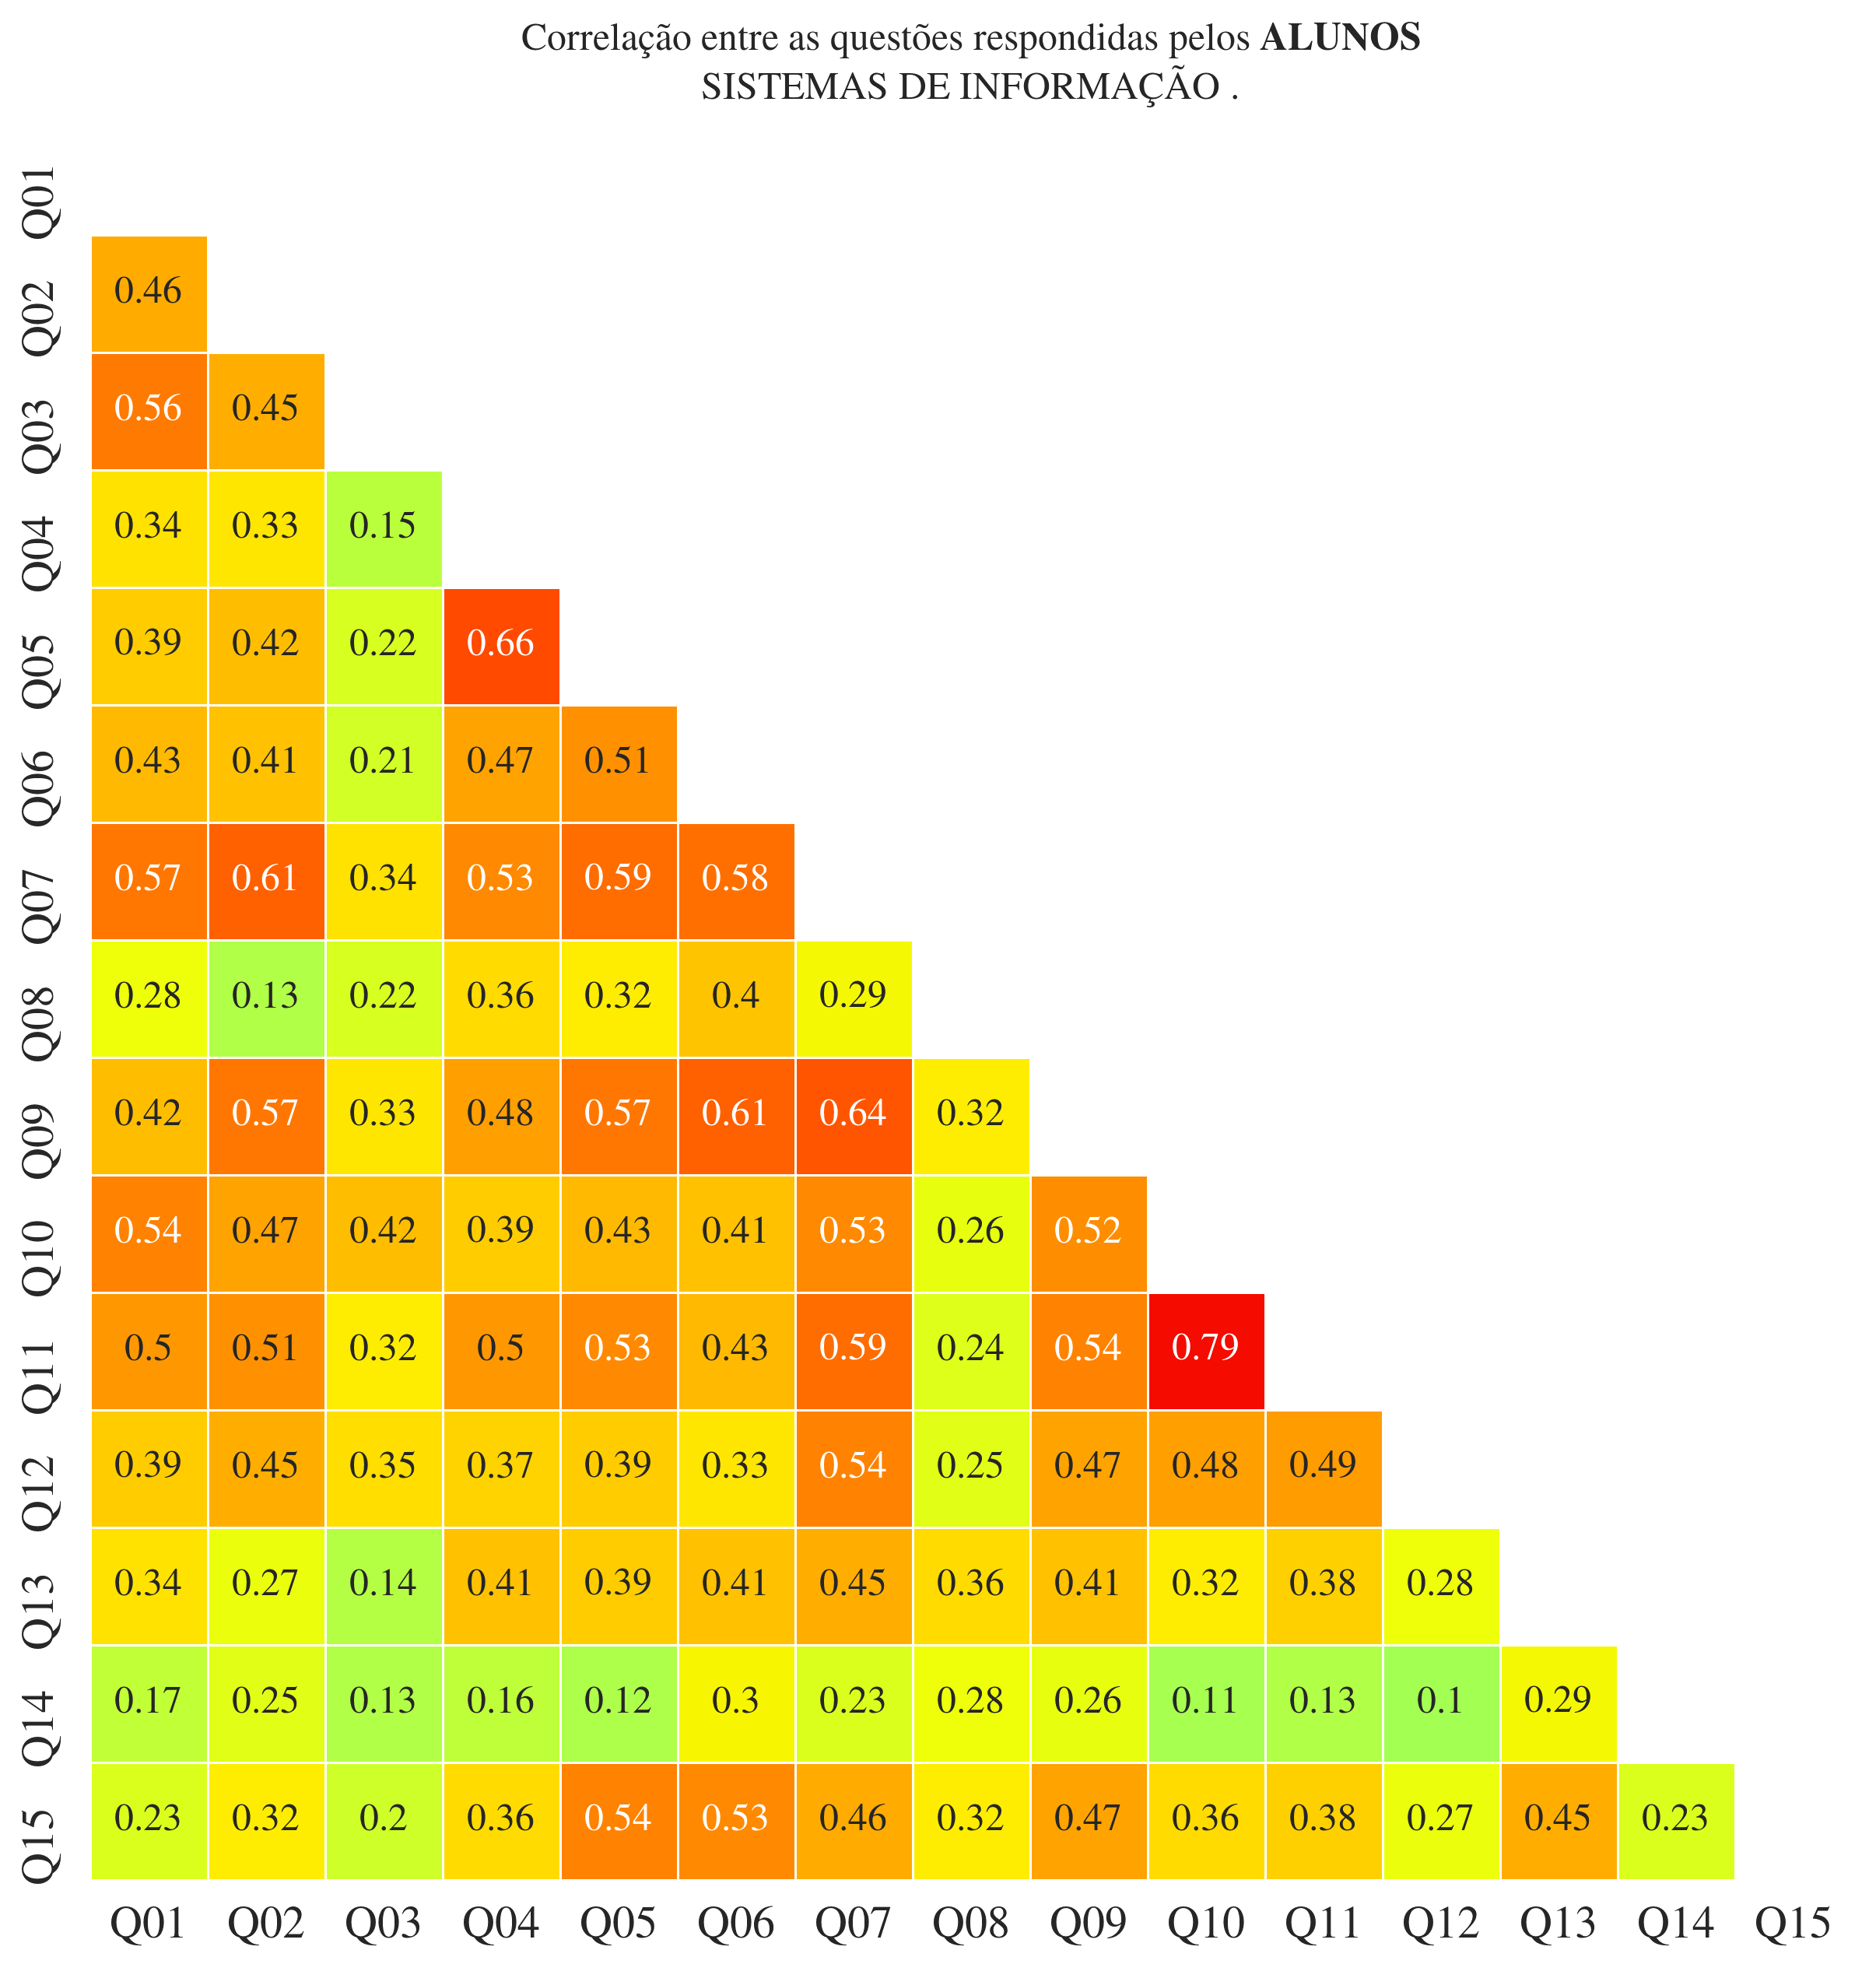 Correlação entre as questões respondidas pelos ALUNOS
SISTEMAS DE INFORMAÇÃO .
Q01
Q02 0.46
Q03 0.56 0.45
Q04 0.34 0.33 0.15
Q05 0.39 0.42 0.22 0.66
Q06 0.43 0.41 0.21 0.47 0.51
Q07 0.57 0.61 0.34 0.53 0.59 0.58
Q08 0.28 0.13 0.22 0.36 0.32 0.4 0.29
Q09 0.42 0.57 0.33 0.48 0.57 0.61 0.64 0.32
Q10 0.54 0.47 0.42 0.39 0.43 0.41 0.53 0.26 0.52
Q11 0.5 0.51 0.32 0.5 0.53 0.43 0.59 0.24 0.54 0.79
Q12 0.39 0.45 0.35 0.37 0.39 0.33 0.54 0.25 0.47 0.48 0.49
Q13 0.34 0.27 0.14 0.41 0.39 0.41 0.45 0.36 0.41 0.32 0.38 0.28
Q14 0.17 0.25 0.13 0.16 0.12 0.3 0.23 0.28 0.26 0.11 0.13 0.1 0.29
Q15 0.23 0.32 0.2 0.36 0.54 0.53 0.46 0.32 0.47 0.36 0.38 0.27 0.45 0.23
Q01 Q02 Q03 Q04 Q05 Q06 Q07 Q08 Q09 Q10 Q11 Q12 Q13 Q14 Q15